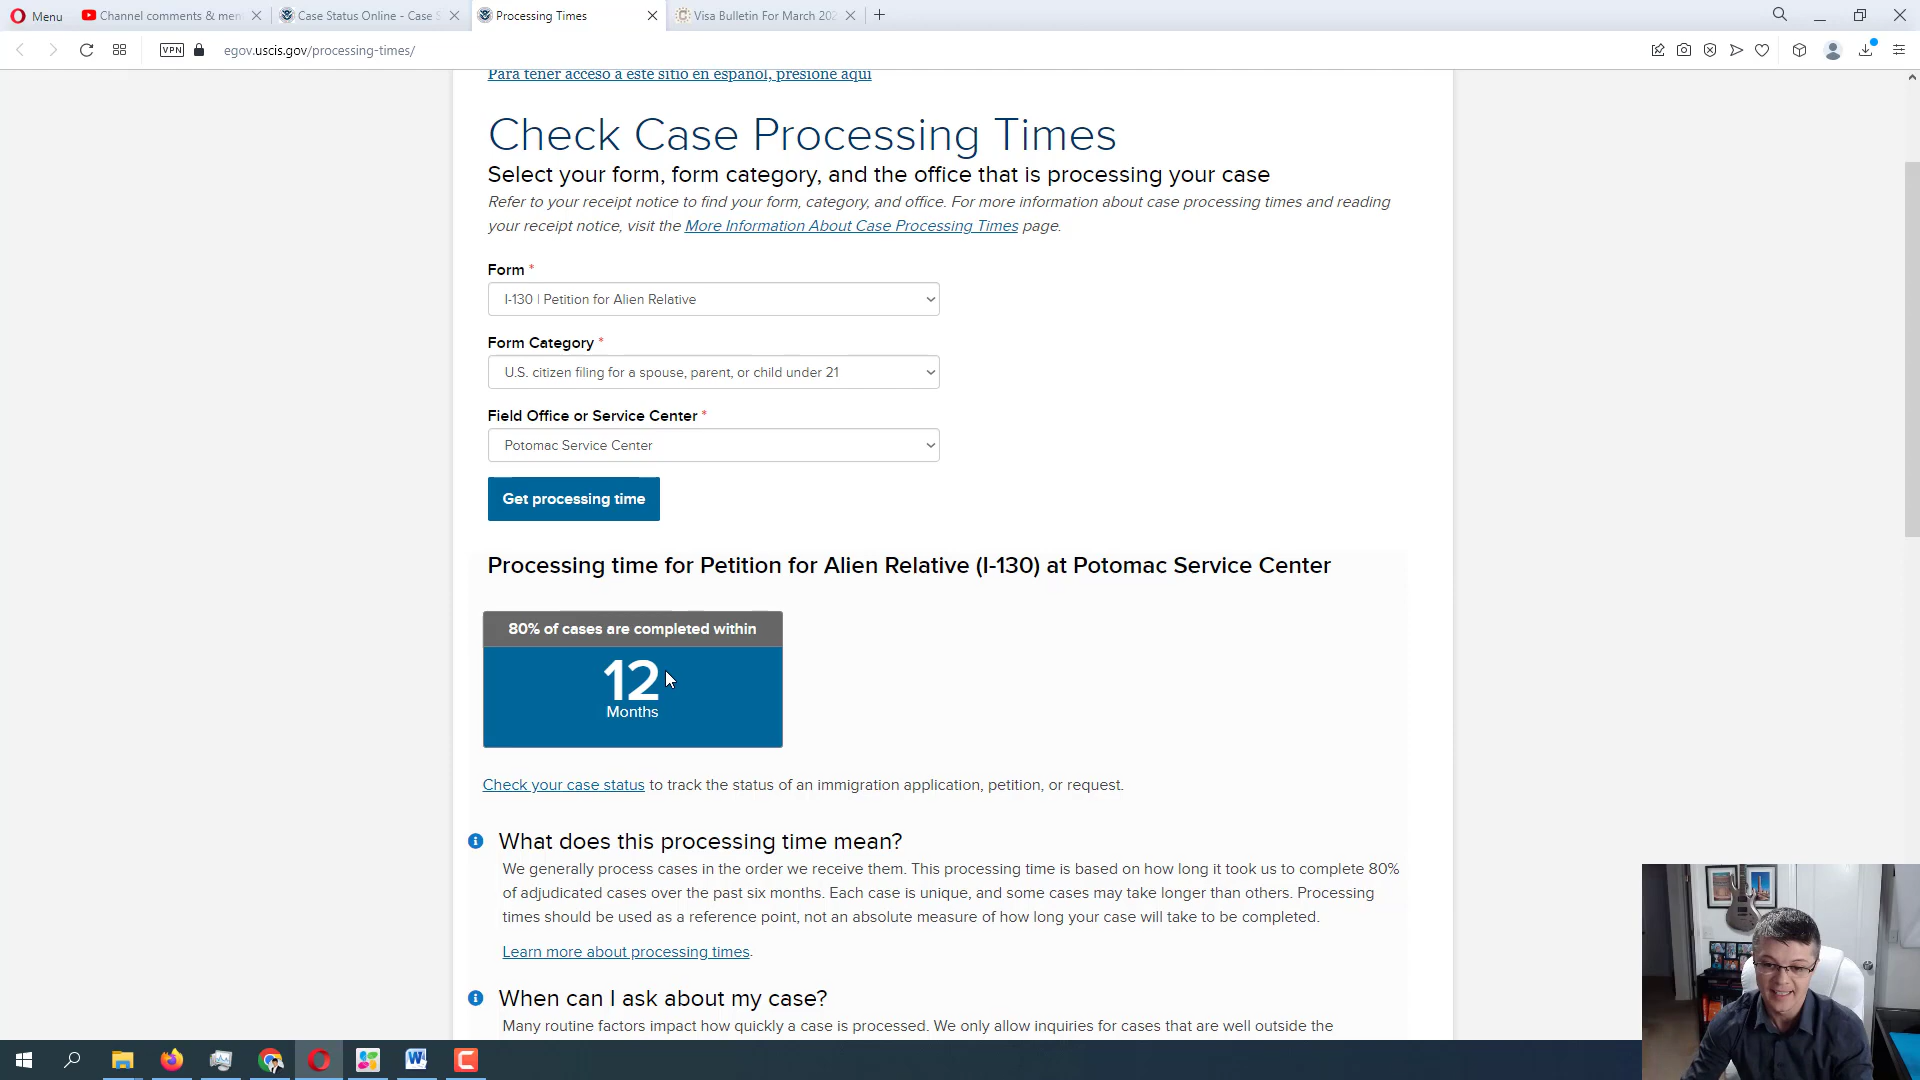 Menu
Channel comments & men
Case Status Online - Case S
Processing Times
Visa Bulletin For March 202
VPN
egov.uscis.gov/processing-times/
Para tener acceso a este sitio en español, presione aquí
Check Case Processing Times
Select your form, form category, and the office that is processing your case
Refer to your receipt notice to find your form, category, and office. For more information about case processing times and reading
your receipt notice, visit the More Information About Case Processing Times page.
Form *
I-130 | Petition for Alien Relative
Form Category *
U.S. citizen filing for a spouse, parent, or child under 21
Field Office or Service Center *
Potomac Service Center
Get processing time
Processing time for Petition for Alien Relative (I-130) at Potomac Service Center
80% of cases are completed within
12
Months
Check your case status to track the status of an immigration application, petition, or request.
What does this processing time mean?
We generally process cases in the order we receive them. This processing time is based on how long it took us to complete 80%
of adjudicated cases over the past six months. Each case is unique, and some cases may take longer than others. Processing
times should be used as a reference point, not an absolute measure of how long your case will take to be completed.
Learn more about processing times.
When can I ask about my case?
Many routine factors impact how quickly a case is processed. We only allow inquiries for cases that are well outside the